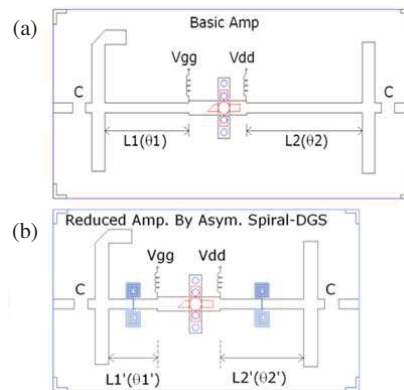 (a)
Basic Amp
Vgg
Vdd
C
C
L1(θ1)
L2(θ2)
(b)
Reduced Amp. By Asym. Spiral-DGS
Vgg
Vdd
C
C
L1'(θ1')
L2'(θ2')